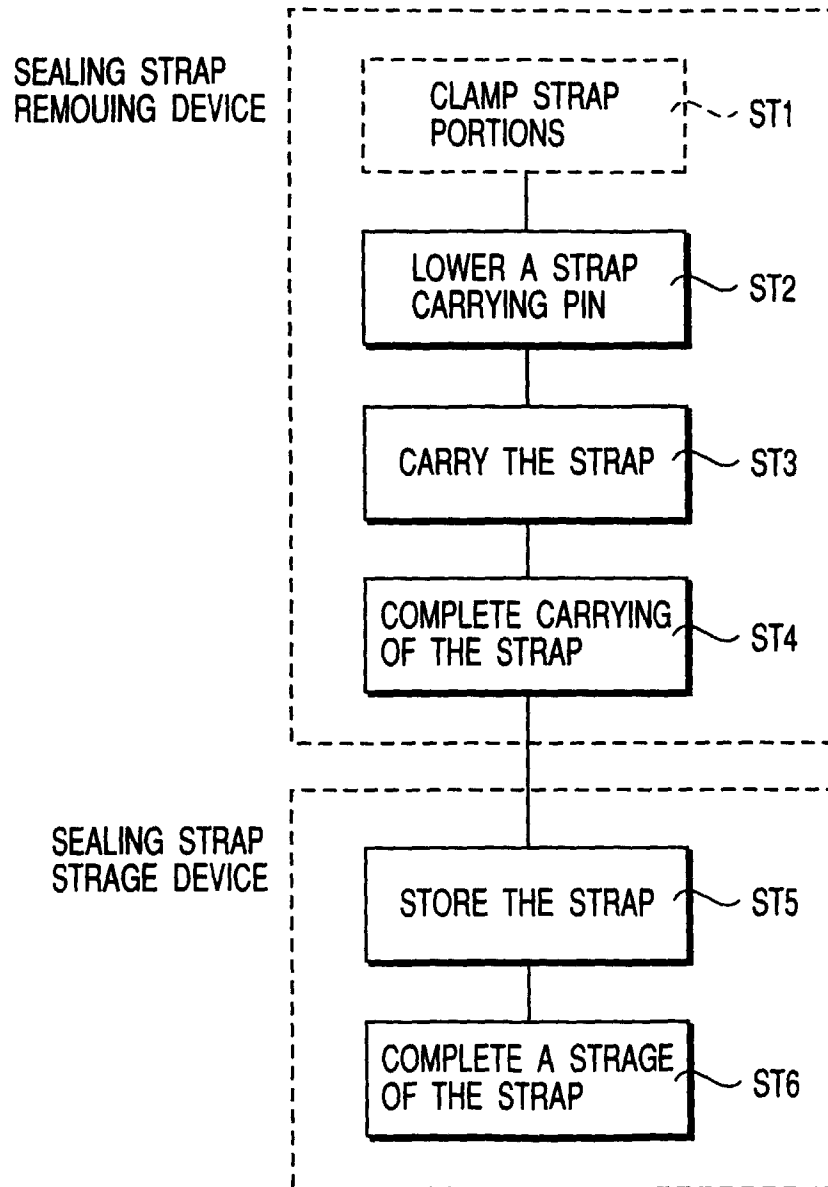 SEALING STRAP
REMOUING DEVICE
CLAMP STRAP
PORTIONS
ST1
LOWER A STRAP
CARRYING PIN
ST2
CARRY THE STRAP
ST3
COMPLETE CARRYING
OF THE STRAP
ST4
SEALING STRAP
STRAGE DEVICE
STORE THE STRAP
ST5
COMPLETE A STRAGE
OF THE STRAP
ST6